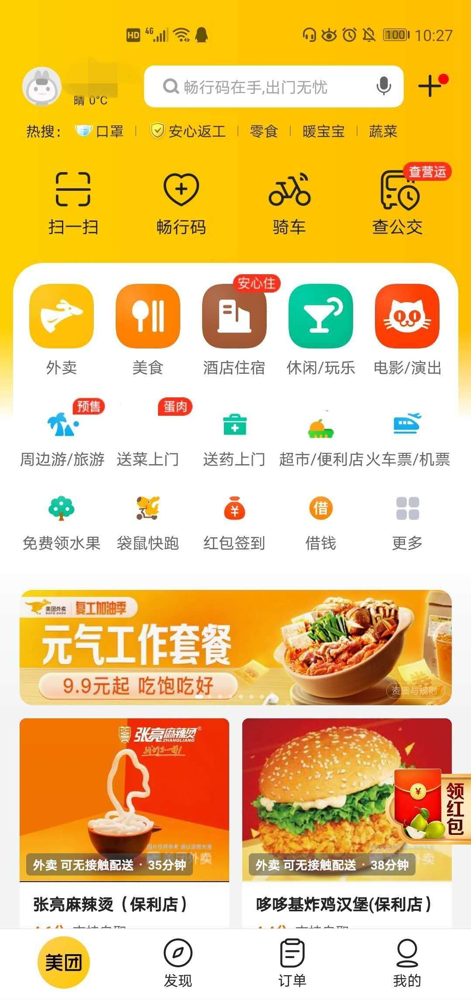 HD 4G 100 10:27
晴 0°C
畅行码在手,出门无忧
热搜: 口罩 安心返工 零食 暖宝宝 蔬菜
查营运
扫一扫 畅行码 骑车 查公交
安心住
外卖 美食 酒店住宿 休闲/玩乐 电影/演出
预售 蛋肉
周边游/旅游 送菜上门 送药上门 超市/便利店 火车票/机票
¥ 借
免费领水果 袋鼠快跑 红包签到 借钱 更多
美团外卖 复工加油季
元气工作套餐
9.9元起 吃饱吃好
资质与规则
张亮麻辣烫®
ZHANGLIANG
我们不一样!
¥
领红包
图片仅供参考 请以实物为准
外卖 可无接触配送 · 35分钟
外卖 可无接触配送 · 38分钟
张亮麻辣烫（保利店）
哆哆基炸鸡汉堡(保利店）
美团 发现 订单 我的